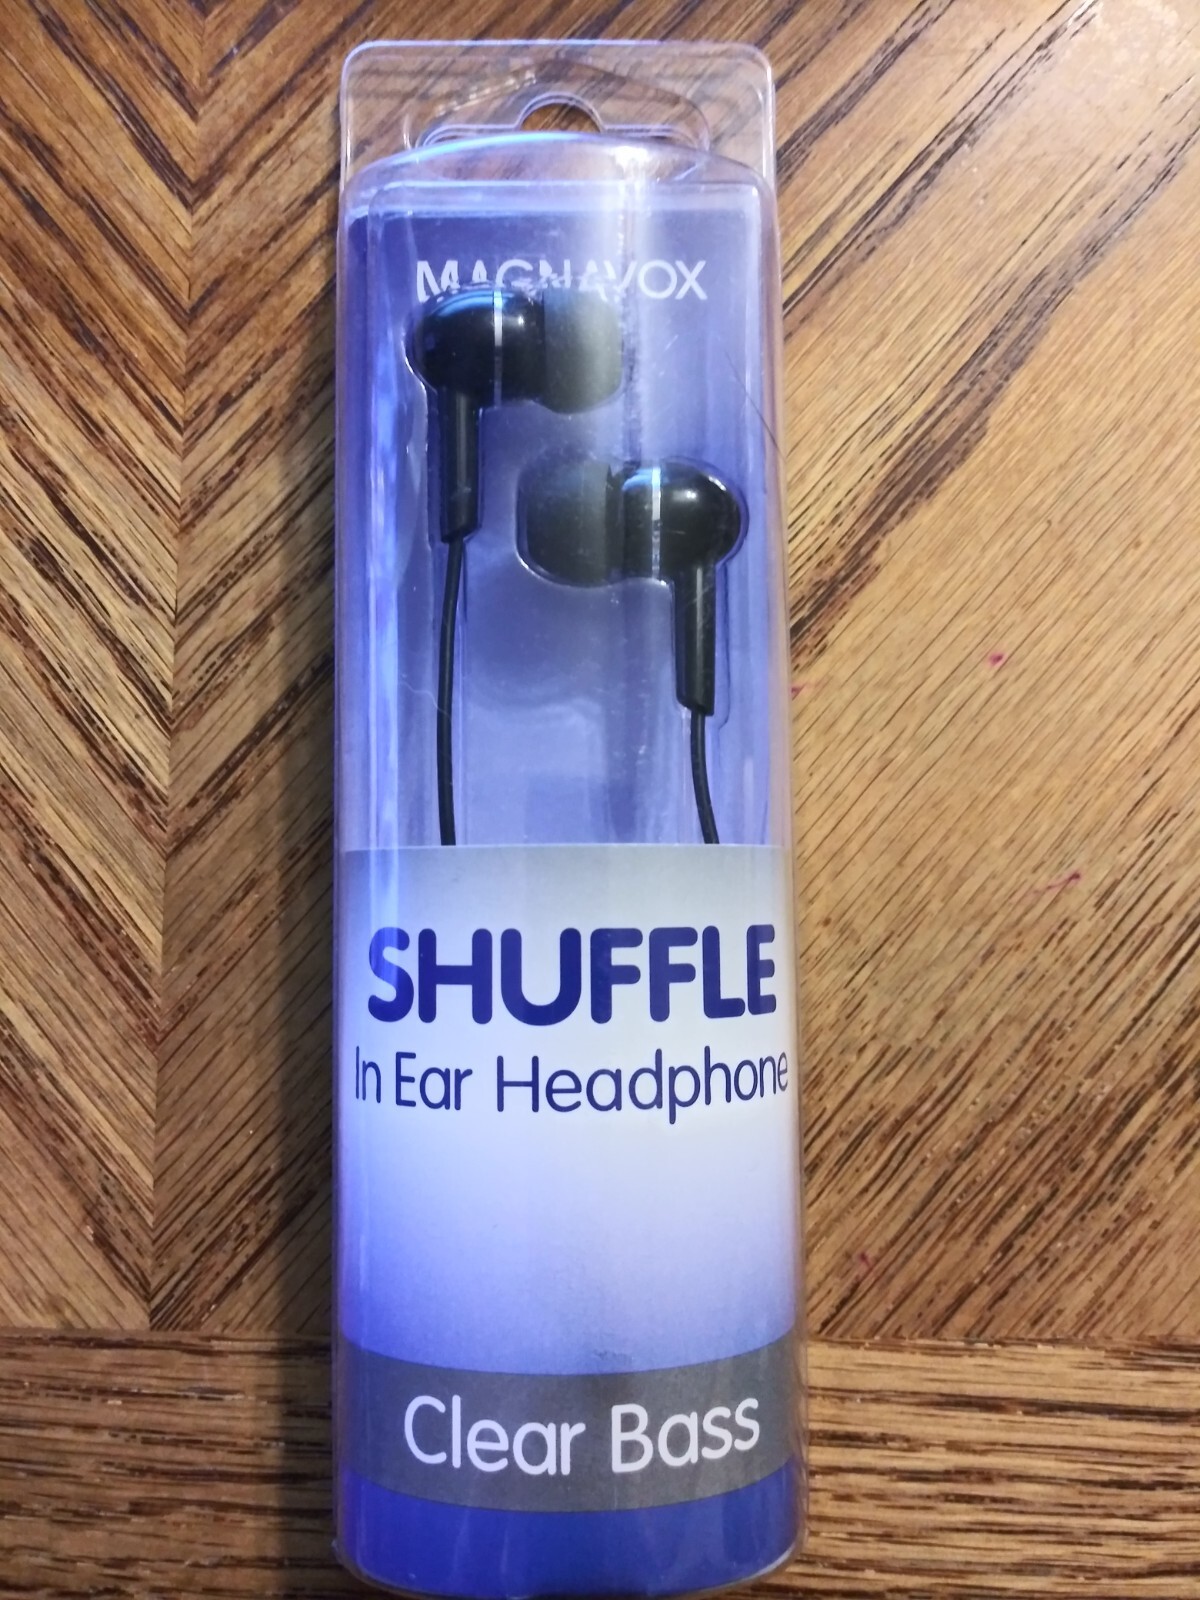 MAGNAVOX
SHUFFLE
In Ear Headphone
Clear Bass